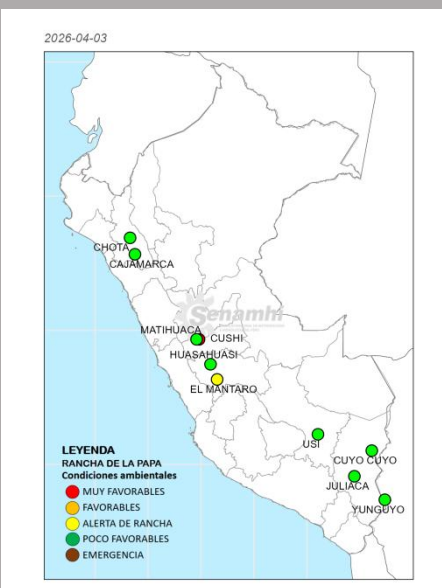 2026-04-03
CHOTA
CAJAMARCA
Senamhi
MATIHUACA
CUSHI
HUASAHUASI
EL MANTARO
USI
CUYO CUYO
JULIACA
YUNGUYO
LEYENDA
RANCHA DE LA PAPA
Condiciones ambientales
MUY FAVORABLES
FAVORABLES
ALERTA DE RANCHA
POCO FAVORABLES
EMERGENCIA